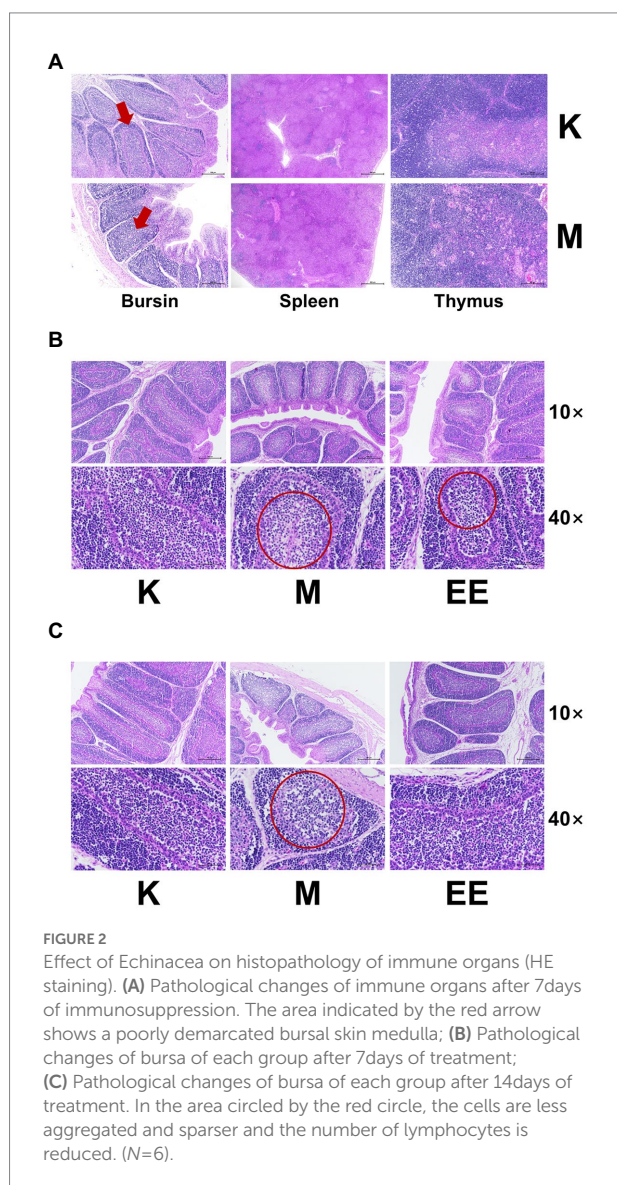 A
K
M
Bursin Spleen Thymus
B
10×
40×
K M EE
C
10×
40×
K M EE
FIGURE 2
Effect of Echinacea on histopathology of immune organs (HE
staining). (A) Pathological changes of immune organs after 7days
of immunosuppression. The area indicated by the red arrow
shows a poorly demarcated bursal skin medulla; (B) Pathological
changes of bursa of each group after 7days of treatment;
(C) Pathological changes of bursa of each group after 14days of
treatment. In the area circled by the red circle, the cells are less
aggregated and sparser and the number of lymphocytes is
reduced. (N=6).